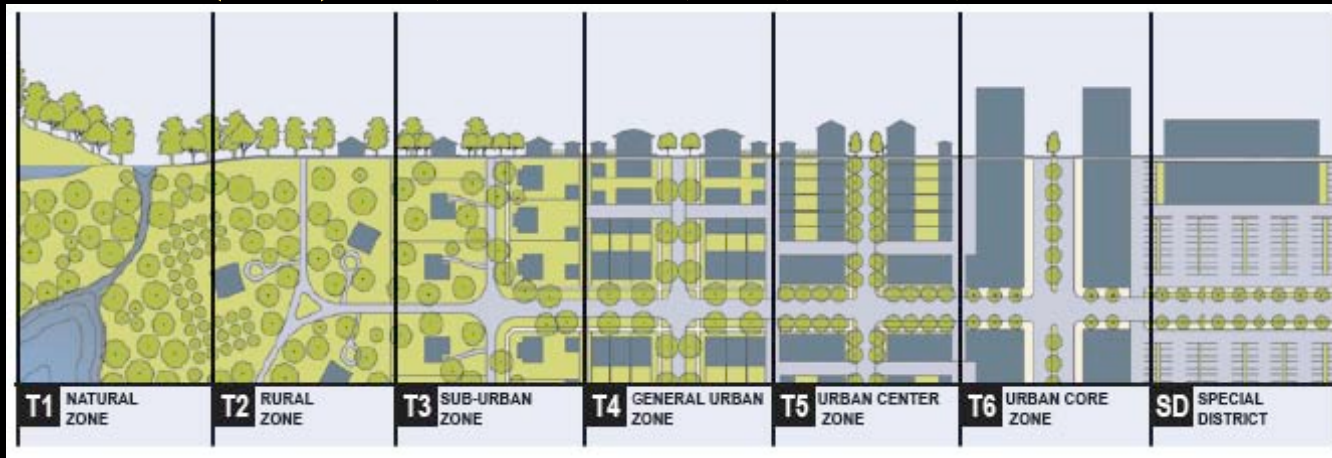 T1 NATURAL
ZONE
T2 RURAL
ZONE
T3 SUB-URBAN
ZONE
T4 GENERAL URBAN
ZONE
T5 URBAN CENTER
ZONE
T6 URBAN CORE
ZONE
SD SPECIAL
DISTRICT